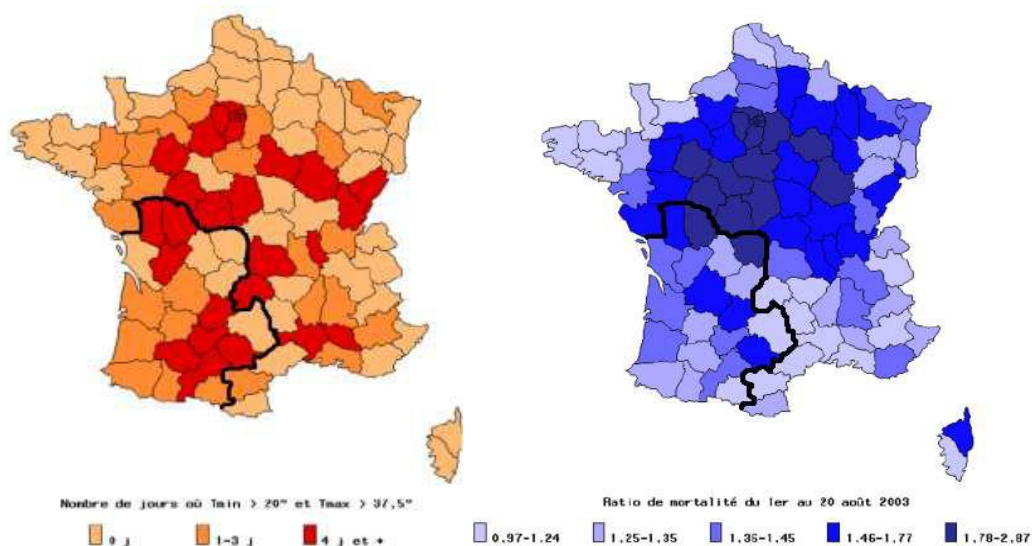 Nombre de jours où Tmin > 20° et Tmax > 37,5°
0 j
1-3 j
4 j et +
Ratio de mortalité du 1er au 20 août 2003
0.97-1.24
1.25-1.35
1.36-1.45
1.46-1.77
1.78-2.87